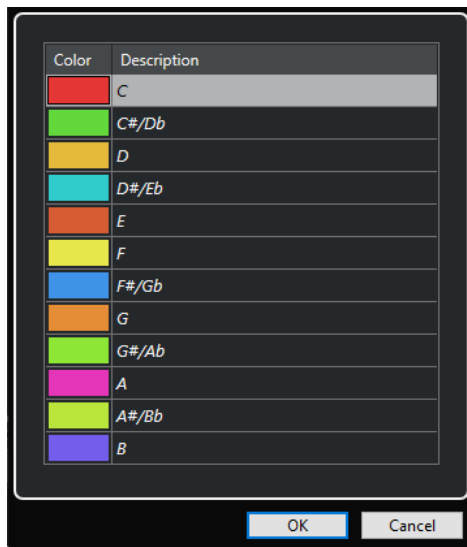 Color Description
C
C#/Db
D
D#/Eb
E
F
F#/Gb
G
G#/Ab
A
A#/Bb
B
OK Cancel